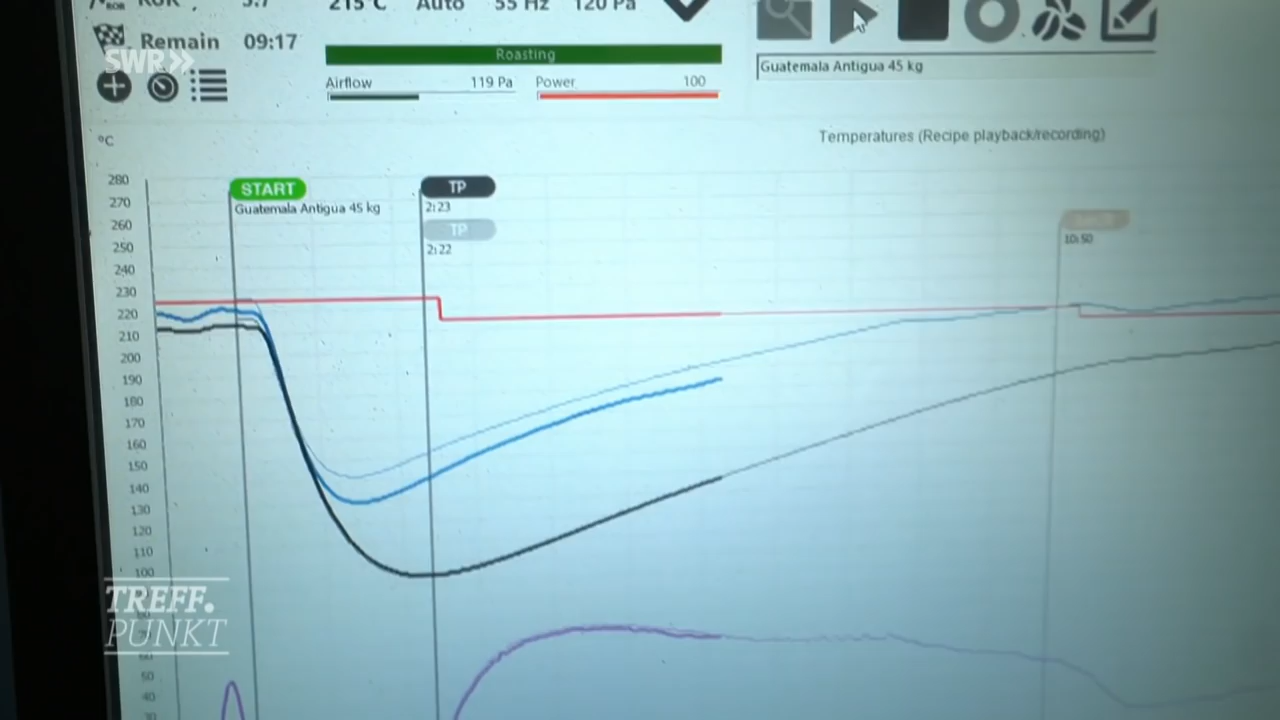 215°C Auto 55 Hz 120 Pa
Remain 09:17
SWR»
Roasting
Airflow 119 Pa Power 100
Guatemala Antigua 45 kg
°C
Temperatures (Recipe playback/recording)
280
START
TP
270
Guatemala Antigua 45 kg
2:23
260
TP
250
2:22
10:50
240
230
220
210
200
190
180
170
160
150
140
130
120
110
100
TREFF.
PUNKT
60
50
40
30